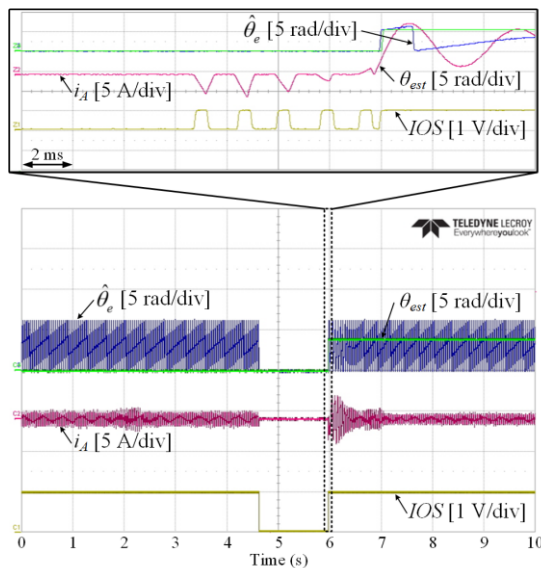 θ̂e [5 rad/div]
iA [5 A/div]
θest [5 rad/div]
IOS [1 V/div]
2 ms
TELEDYNE LECROY
Everywhereyoulook™
θ̂e [5 rad/div]
θest [5 rad/div]
iA [5 A/div]
IOS [1 V/div]
0 1 2 3 4 5 6 7 8 9 10
Time (s)